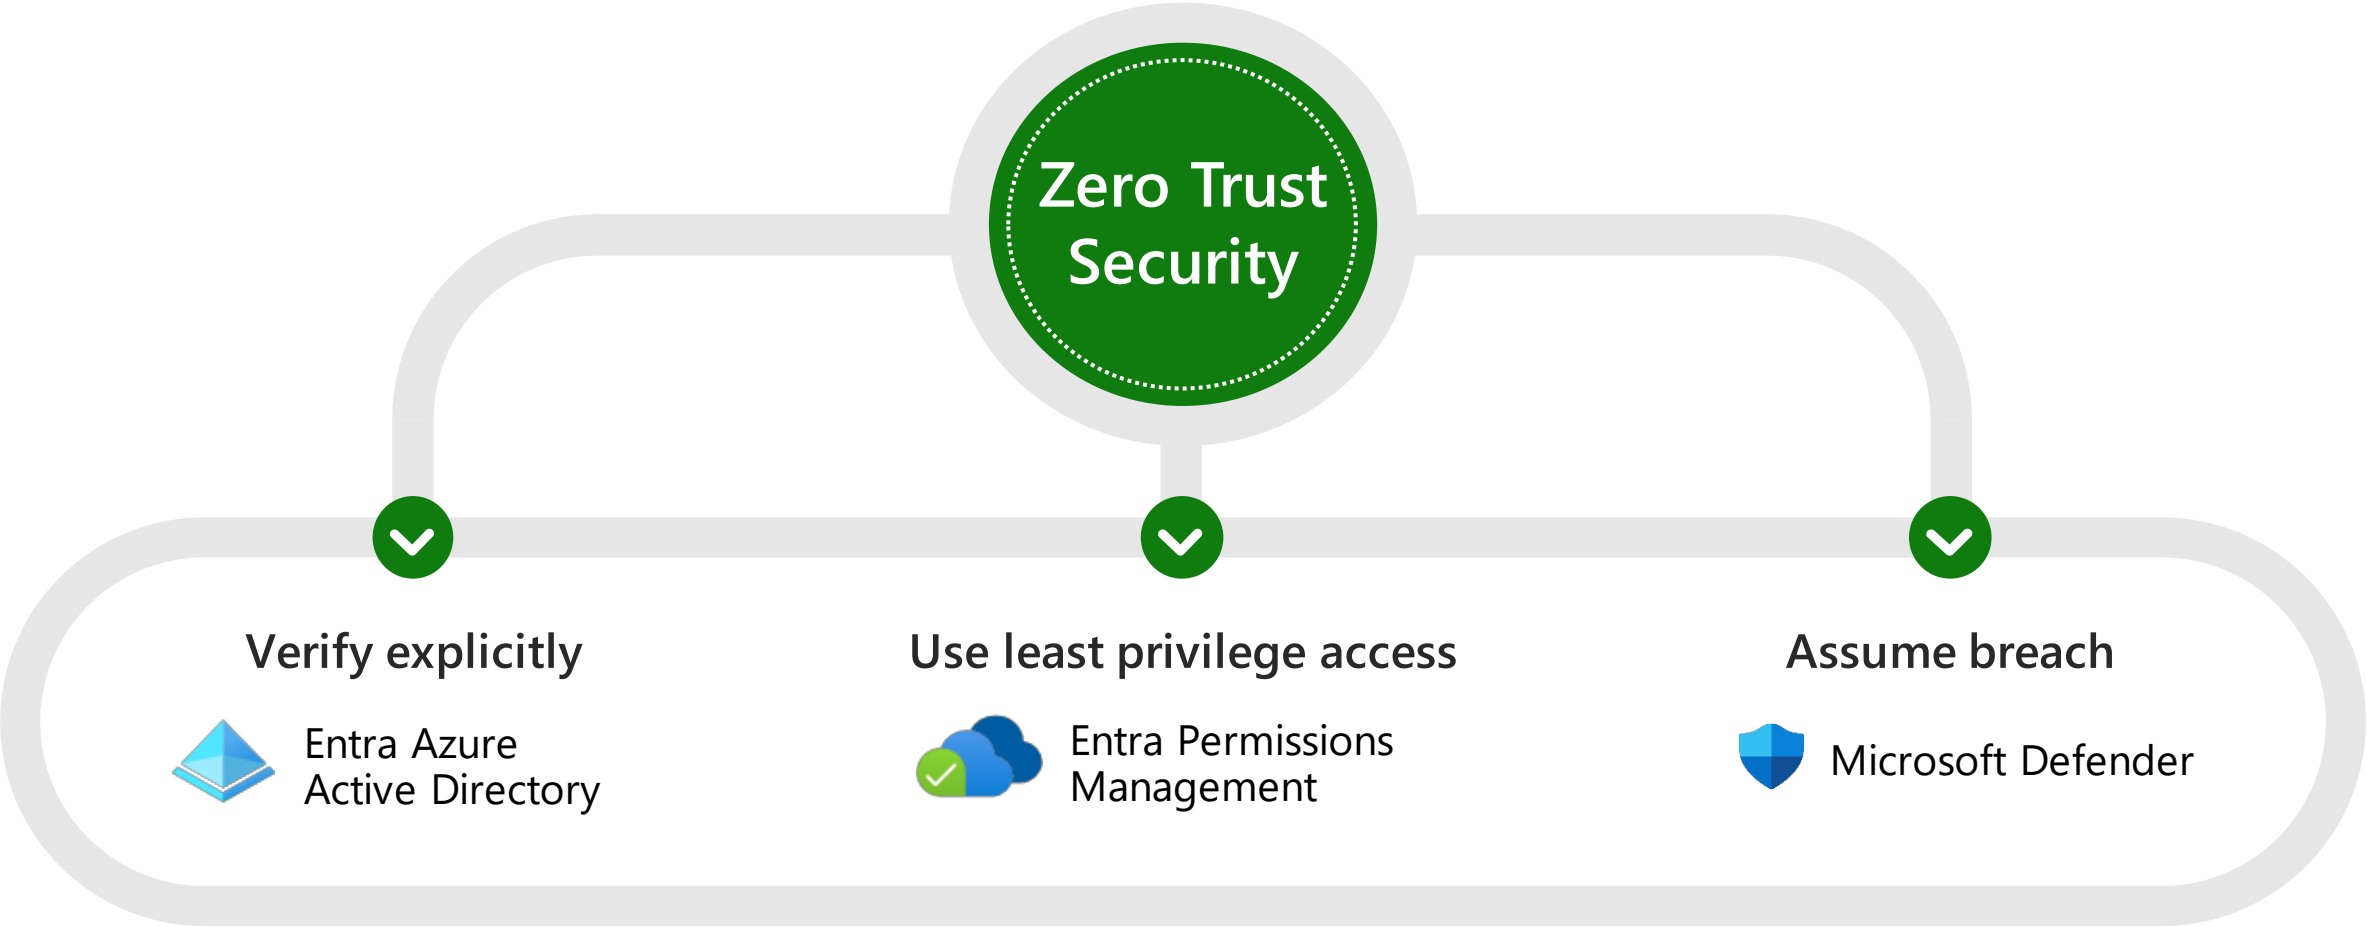 Zero Trust
Security
Verify explicitly
Entra Azure
Active Directory
Use least privilege access
Entra Permissions
Management
Assume breach
Microsoft Defender